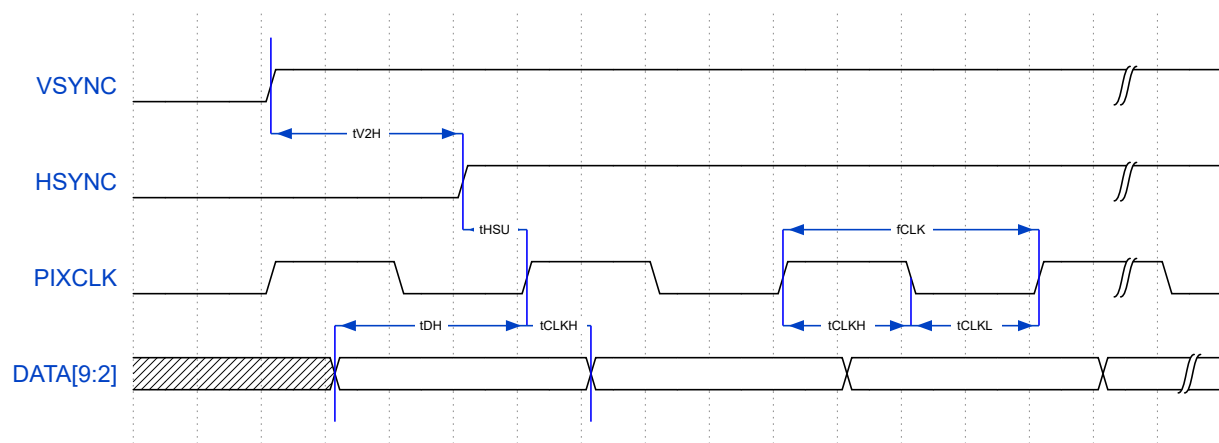 VSYNC
tV2H
HSYNC
tHSU
fCLK
PIXCLK
tDH
tCLKH
tCLKH
tCLKL
DATA[9:2]